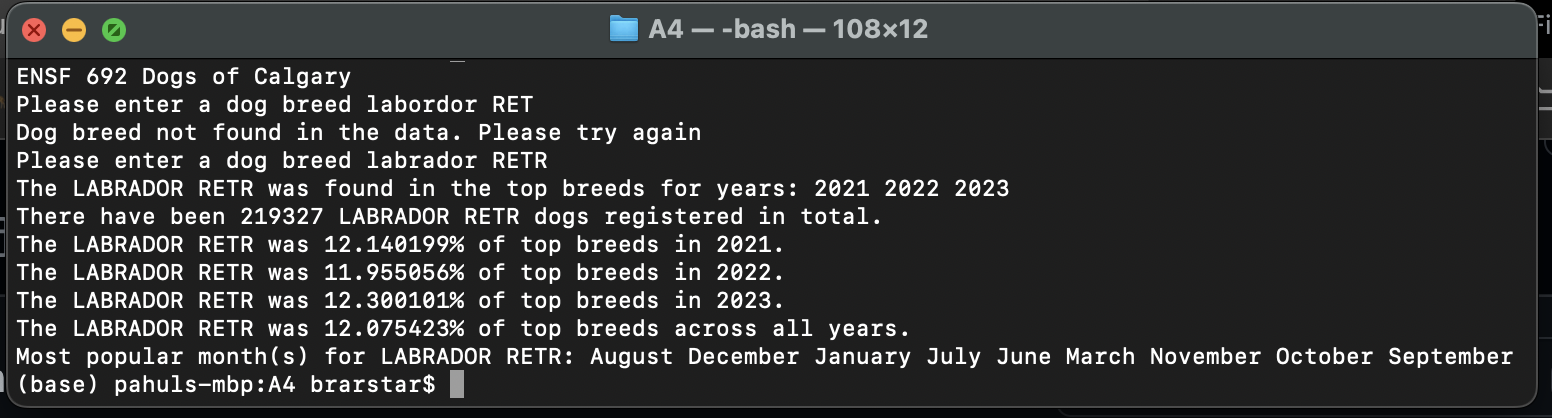 A4 — -bash — 108×12
ENSF 692 Dogs of Calgary
Please enter a dog breed labordor RET
Dog breed not found in the data. Please try again
Please enter a dog breed labrador RETR
The LABRADOR RETR was found in the top breeds for years: 2021 2022 2023
There have been 219327 LABRADOR RETR dogs registered in total.
The LABRADOR RETR was 12.140199% of top breeds in 2021.
The LABRADOR RETR was 11.955056% of top breeds in 2022.
The LABRADOR RETR was 12.300101% of top breeds in 2023.
The LABRADOR RETR was 12.075423% of top breeds across all years.
Most popular month(s) for LABRADOR RETR: August December January July June March November October September
(base) pahuls-mbp:A4 brarstar$